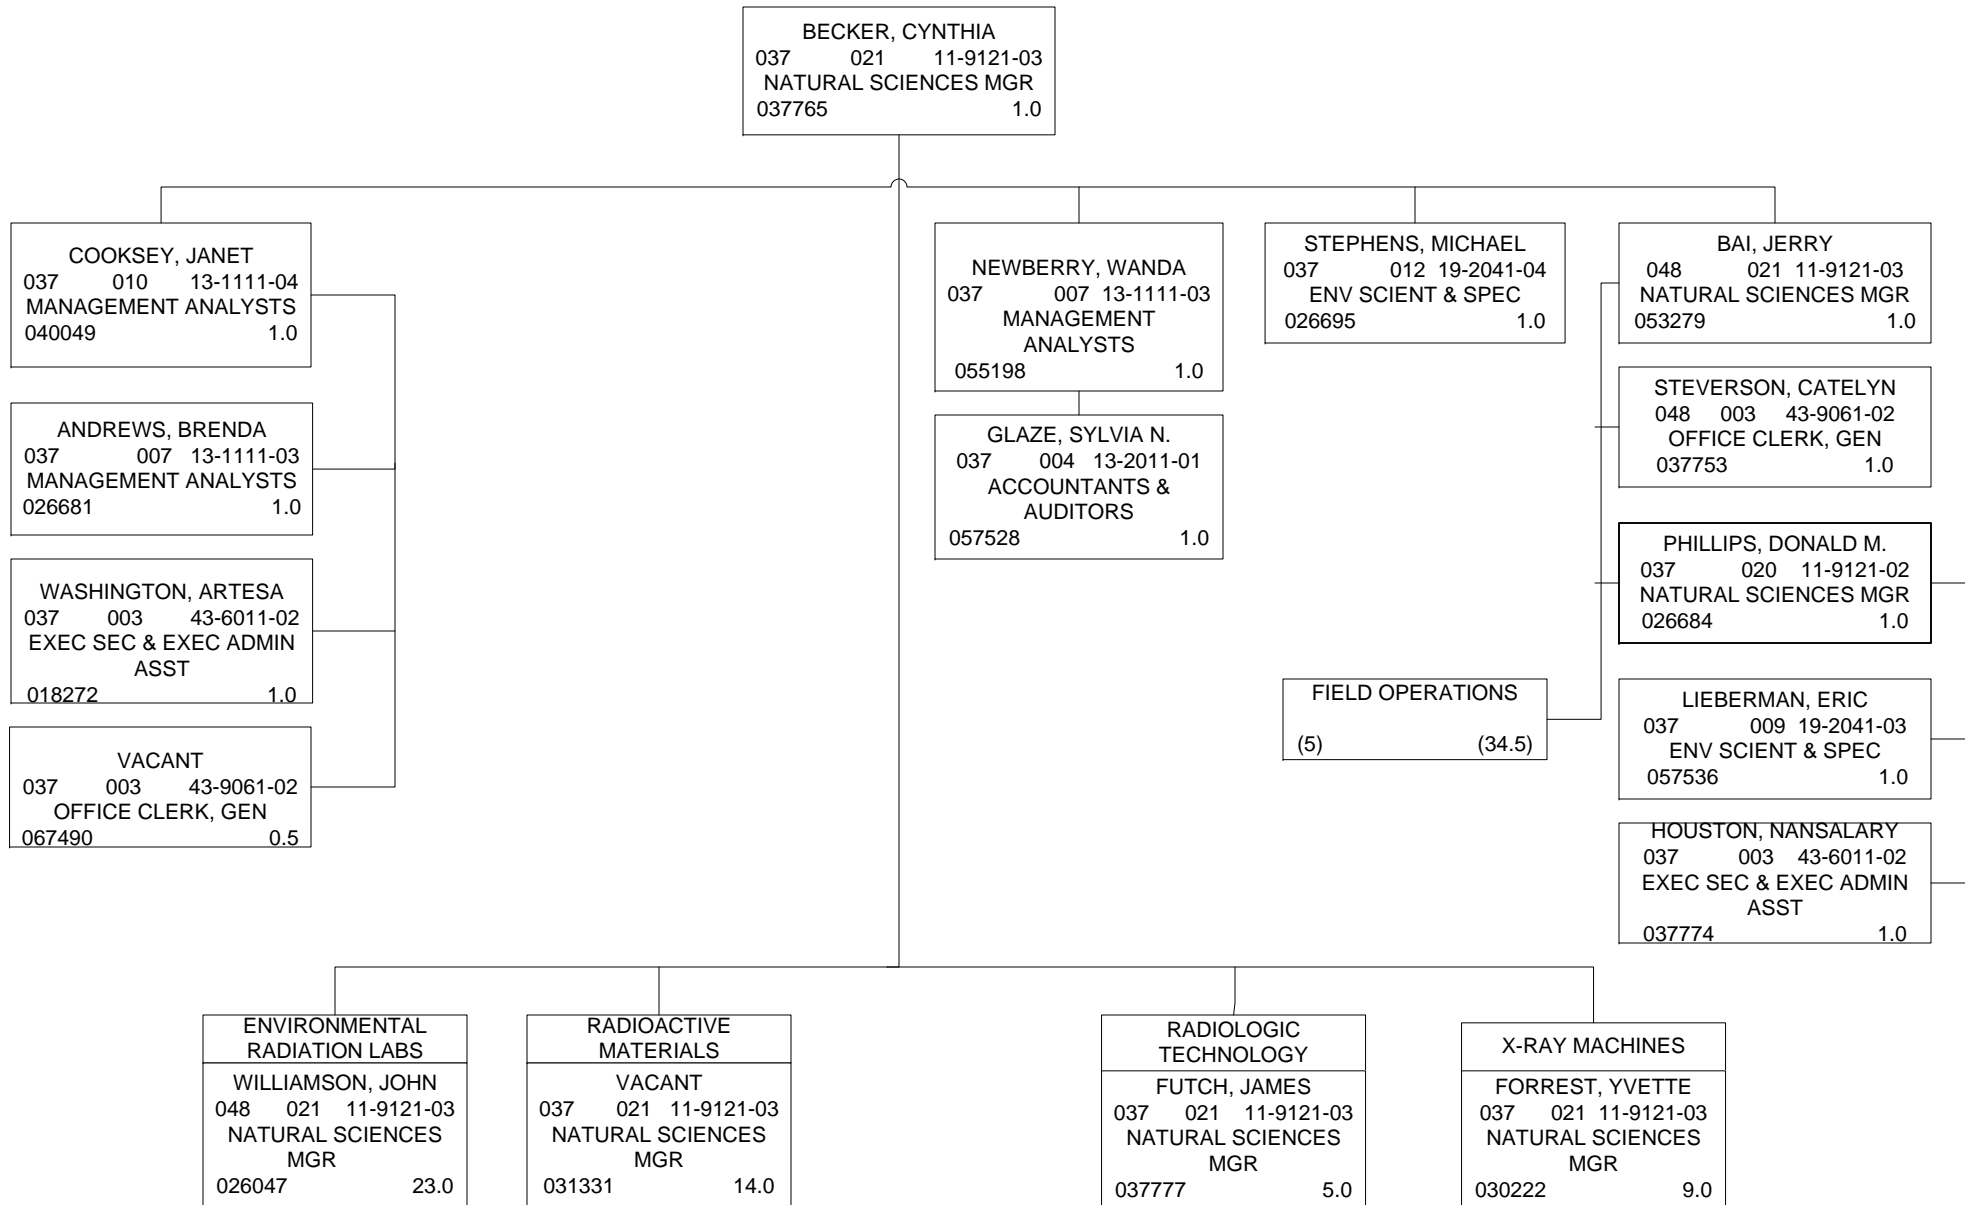 BECKER, CYNTHIA
037 021 11-9121-03
NATURAL SCIENCES MGR
037765 1.0
COOKSEY, JANET
037 010 13-1111-04
MANAGEMENT ANALYSTS
040049 1.0
ANDREWS, BRENDA
037 007 13-1111-03
MANAGEMENT ANALYSTS
026681 1.0
WASHINGTON, ARTESA
037 003 43-6011-02
EXEC SEC & EXEC ADMIN
ASST
018272 1.0
VACANT
037 003 43-9061-02
OFFICE CLERK, GEN
067490 0.5
NEWBERRY, WANDA
037 007 13-1111-03
MANAGEMENT
ANALYSTS
055198 1.0
GLAZE, SYLVIA N.
037 004 13-2011-01
ACCOUNTANTS &
AUDITORS
057528 1.0
STEPHENS, MICHAEL
037 012 19-2041-04
ENV SCIENT & SPEC
026695 1.0
BAI, JERRY
048 021 11-9121-03
NATURAL SCIENCES MGR
053279 1.0
STEVERSON, CATELYN
048 003 43-9061-02
OFFICE CLERK, GEN
037753 1.0
PHILLIPS, DONALD M.
037 020 11-9121-02
NATURAL SCIENCES MGR
026684 1.0
FIELD OPERATIONS
(5) (34.5)
LIEBERMAN, ERIC
037 009 19-2041-03
ENV SCIENT & SPEC
057536 1.0
HOUSTON, NANSALARY
037 003 43-6011-02
EXEC SEC & EXEC ADMIN
ASST
037774 1.0
ENVIRONMENTAL
RADIATION LABS
WILLIAMSON, JOHN
048 021 11-9121-03
NATURAL SCIENCES
MGR
026047 23.0
RADIOACTIVE
MATERIALS
VACANT
037 021 11-9121-03
NATURAL SCIENCES
MGR
031331 14.0
RADIOLOGIC
TECHNOLOGY
FUTCH, JAMES
037 021 11-9121-03
NATURAL SCIENCES
MGR
037777 5.0
X-RAY MACHINES
FORREST, YVETTE
037 021 11-9121-03
NATURAL SCIENCES
MGR
030222 9.0